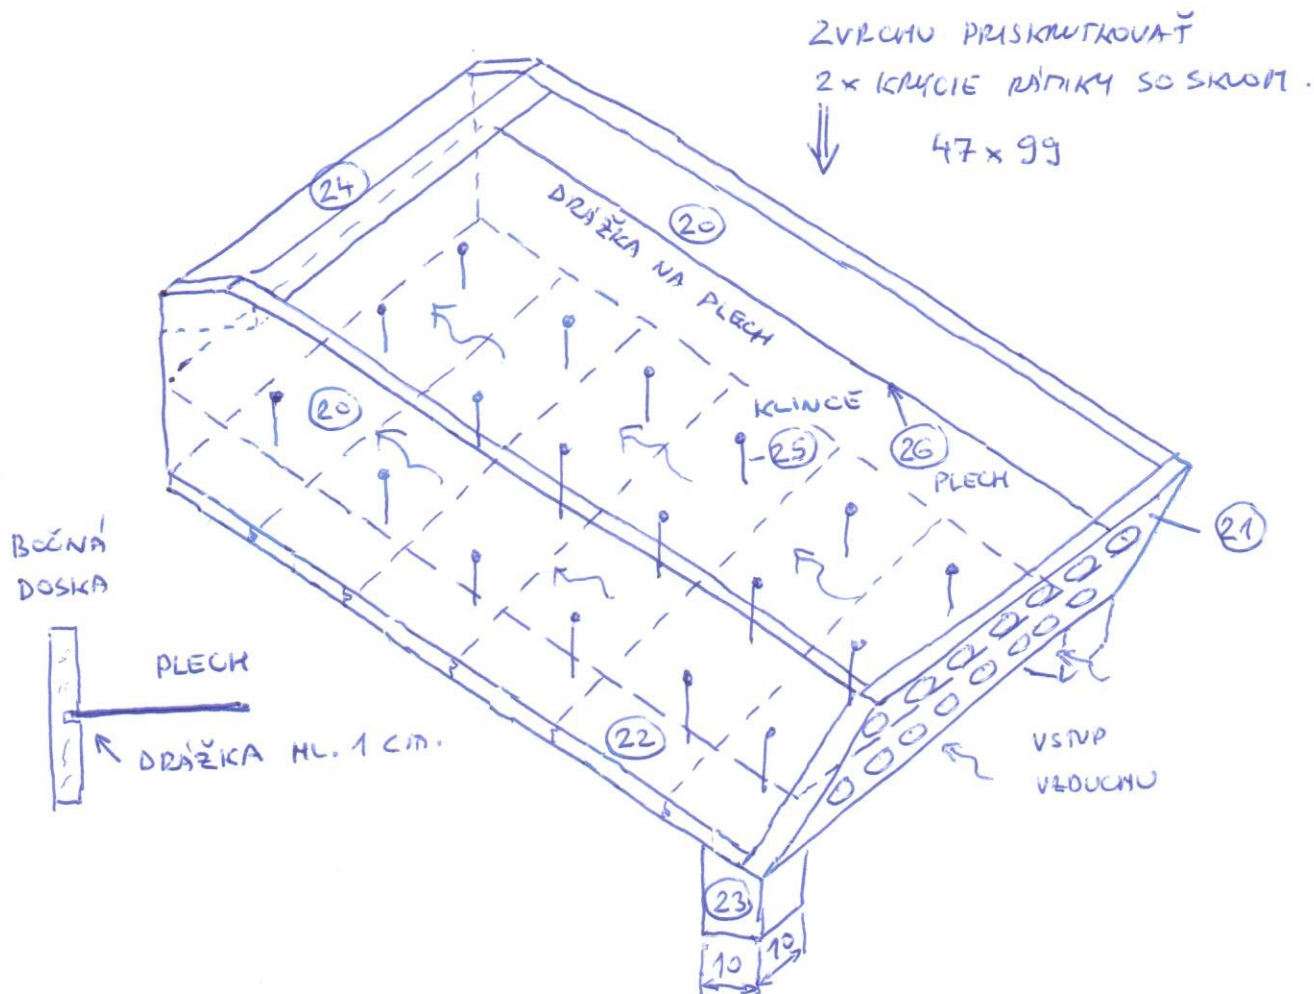 ZVRCHU PRISKRUTKOVAŤ
2x KRYCIE RÁMIKY SO SKLOM.
47 x 99
24
20
DRÁŽKA NA PLECH
20
KLINCE
25
26
PLECH
21
BOČNÁ
DOSKA
PLECH
DRÁŽKA HL. 1 CM.
22
VSTUP
VZDUCHU
23
10
10